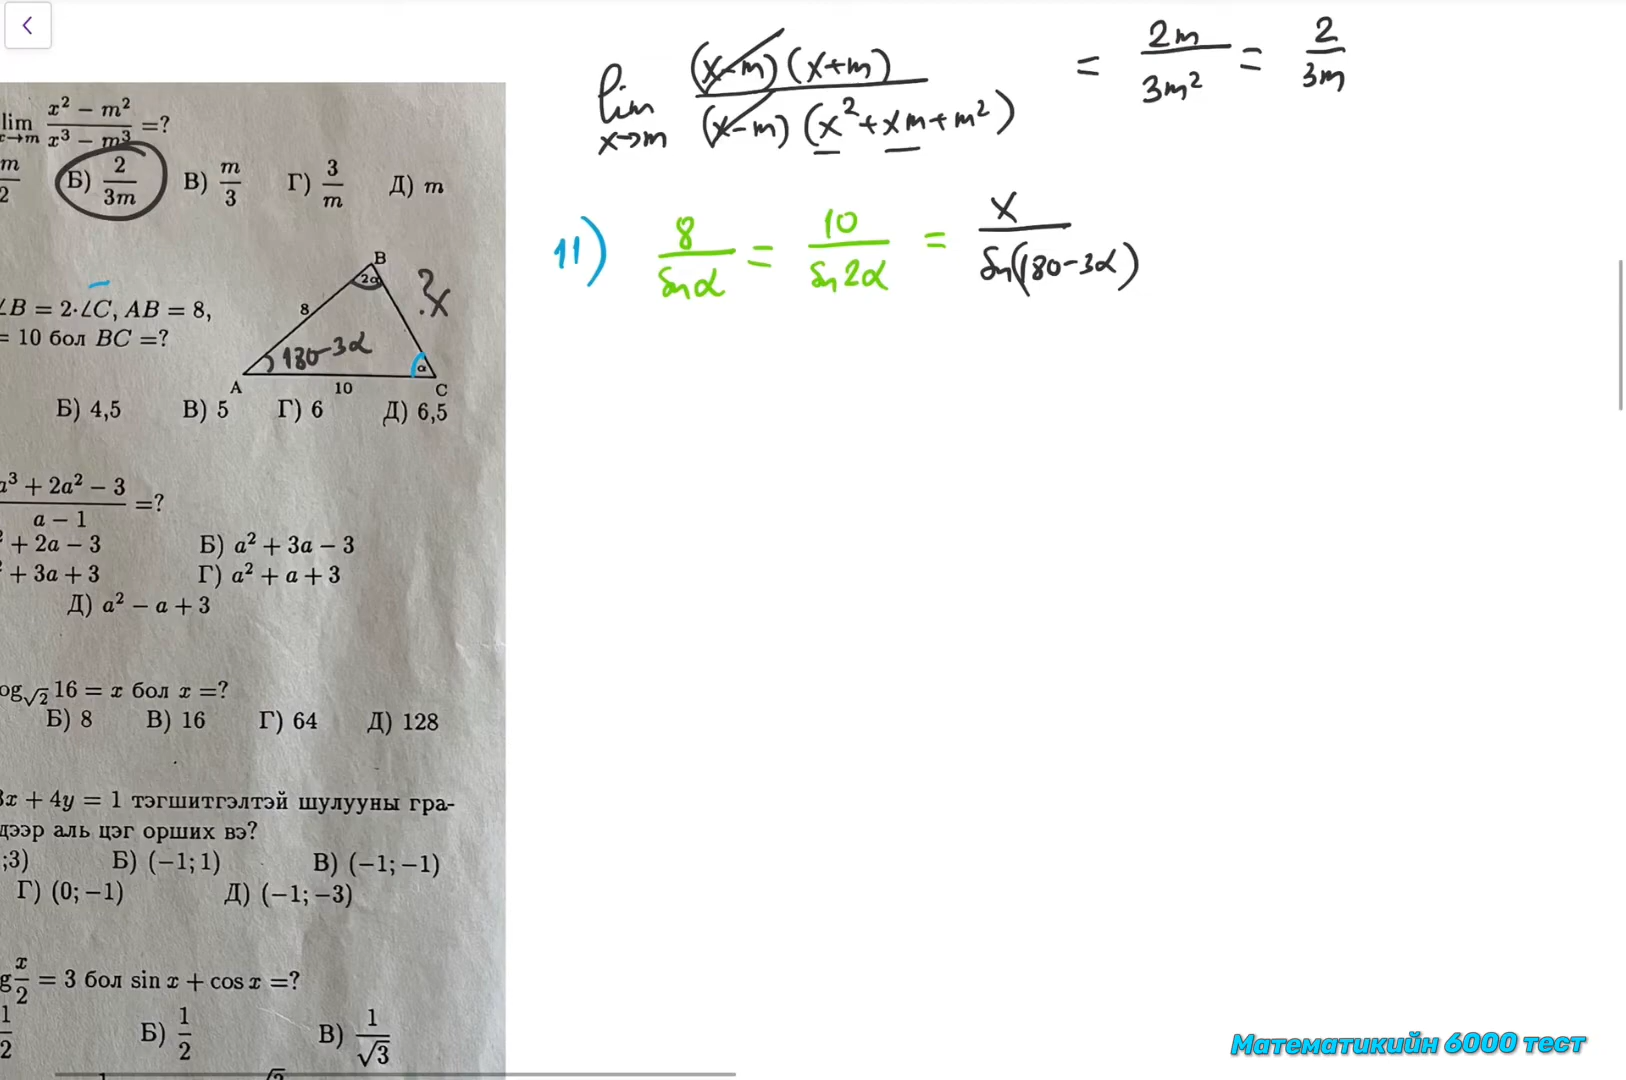 lim x→m (x² − m²)/(x³ − m³) =?
m/2 Б) 2/3m В) m/3 Г) 3/m Д) m
∠B = 2·∠C, AB = 8,
= 10 бол BC =?
B
2α
8
?x
180-3α
α
A 10 C
Б) 4,5 В) 5 Г) 6 Д) 6,5
a³ + 2a² − 3 / a − 1 =?
² + 2a − 3 Б) a² + 3a − 3
² + 3a + 3 Г) a² + a + 3
Д) a² − a + 3
og√2 16 = x бол x =?
Б) 8 В) 16 Г) 64 Д) 128
3x + 4y = 1 тэгшитгэлтэй шулууны гра-
дээр аль цэг орших вэ?
;3) Б) (−1; 1) В) (−1; −1)
Г) (0; −1) Д) (−1; −3)
g x/2 = 3 бол sin x + cos x =?
1/2 Б) 1/2 В) 1/√3
lim x→m (x-m)(x+m) / (x-m)(x²+xm+m²) = 2m/3m² = 2/3m
11) 8/sinα = 10/sin2α = x/sin(180-3α)
Математикийн 6000 тест